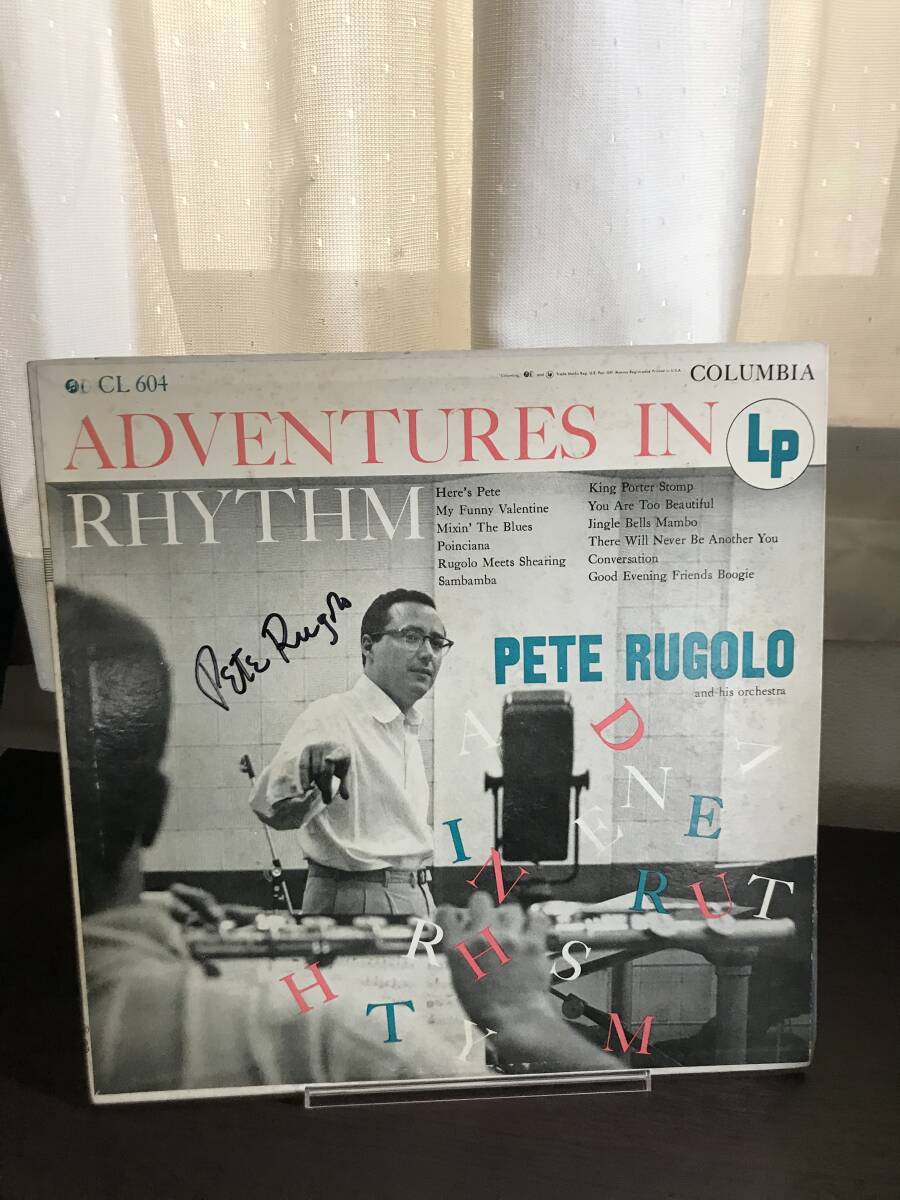 CL 604
COLUMBIA
ADVENTURES IN
Lp
RHYTHM
Here's Pete
My Funny Valentine
Mixin' The Blues
Poinciana
Rugolo Meets Shearing
Sambamba
King Porter Stomp
You Are Too Beautiful
Jingle Bells Mambo
There Will Never Be Another You
Conversation
Good Evening Friends Boogie
Pete Rugolo
PETE RUGOLO
and his orchestra
A D V
N
E E
I N
R U T
R H S
H T Y M